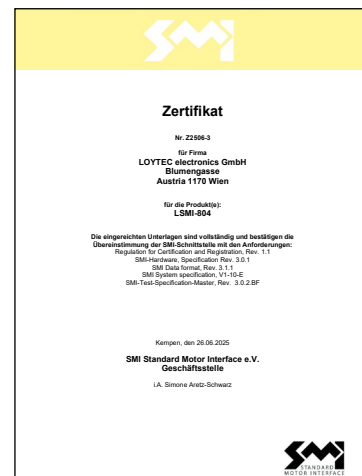 SMI
Zertifikat
Nr. Z2506-3
für Firma
LOYTEC electronics GmbH
Blumengasse
Austria 1170 Wien
für die Produkt(e):
LSMI-804
Die eingereichten Unterlagen sind vollständig und bestätigen die
Übereinstimmung der SMI-Schnittstelle mit den Anforderungen:
Regulation for Certification and Registration, Rev. 1.1
SMI-Hardware, Specification Rev. 3.0.1
SMI Data format, Rev. 3.1.1
SMI System specification, V1-10-E
SMI-Test-Specification-Master, Rev. 3.0.2.BF
Kempen, den 26.06.2025
SMI Standard Motor Interface e.V.
Geschäftsstelle
i.A. Simone Aretz-Schwarz
SMI
STANDARD
MOTOR INTERFACE